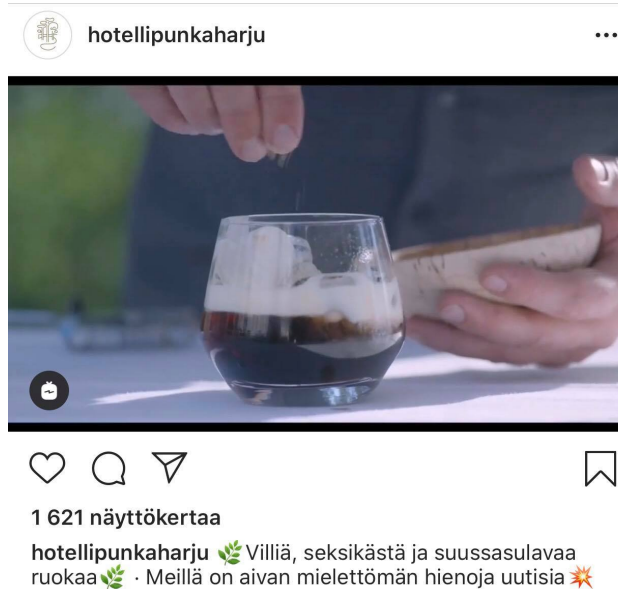 hotellipunkaharju
1 621 näyttökertaa
hotellipunkaharju 🌿Villiä, seksikästä ja suussasulavaa
ruokaa🌿 · Meillä on aivan mielettömän hienoja uutisia 💥